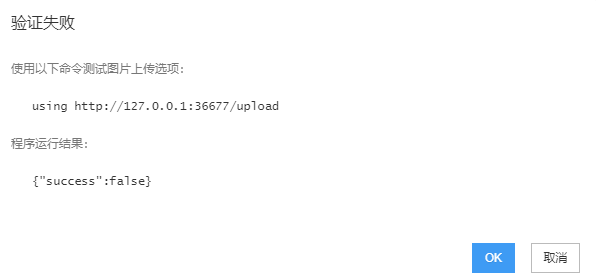 验证失败
使用以下命令测试图片上传选项:
using http://127.0.0.1:36677/upload
程序运行结果:
{"success":false}
OK 取消